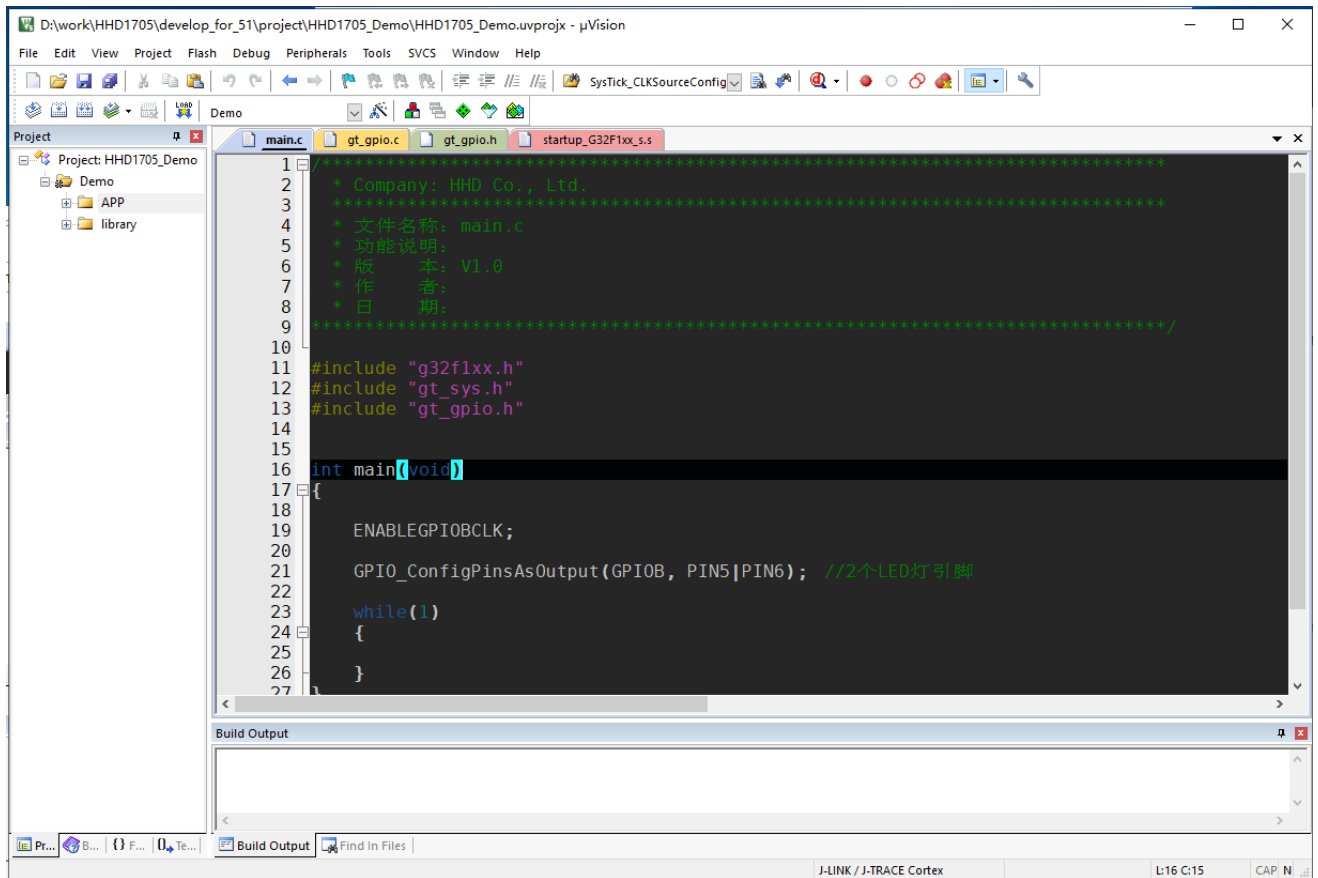 D:\work\HHD1705\develop_for_51\project\HHD1705_Demo\HHD1705_Demo.uvprojx - µVision
File Edit View Project Flash Debug Peripherals Tools SVCS Window Help
SysTick_CLKSourceConfig
LOAD Demo
Project
main.c gt_gpio.c gt_gpio.h startup_G32F1xx_s.s
Project: HHD1705_Demo
Demo
APP
library
1 /*******************************************************************************
2 * Company: HHD Co., Ltd.
3 ******************************************************************************
4 * 文件名称: main.c
5 * 功能说明:
6 * 版 本: V1.0
7 * 作 者:
8 * 日 期:
9 ********************************************************************************/
10
11 #include "g32f1xx.h"
12 #include "gt_sys.h"
13 #include "gt_gpio.h"
14
15
16 int main(void)
17 {
18
19 ENABLEGPIOBCLK;
20
21 GPIO_ConfigPinsAsOutput(GPIOB, PIN5|PIN6); //2个LED灯引脚
22
23 while(1)
24 {
25
26 }
27 }
Build Output
Pr... B... {} F... 0 Te...
Build Output Find In Files
J-LINK / J-TRACE Cortex L:16 C:15 CAP N